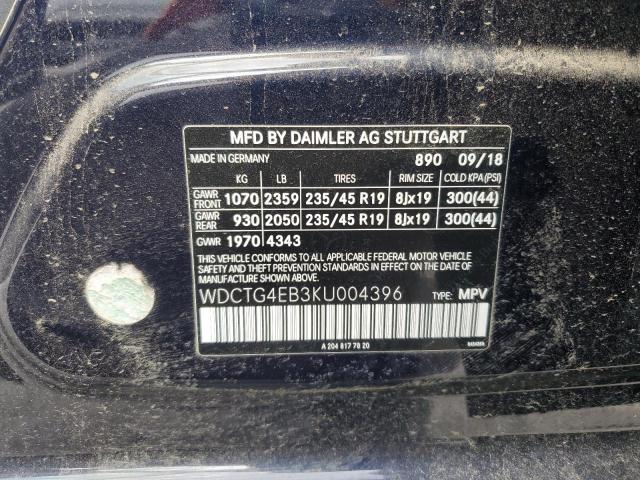 MFD BY DAIMLER AG STUTTGART
MADE IN GERMANY 890 09/18
KG LB TIRES RIM SIZE COLD KPA(PSI)
GAWR FRONT 1070 2359 235/45 R19 8Jx19 300(44)
GAWR REAR 930 2050 235/45 R19 8Jx19 300(44)
GVWR 1970 4343
THIS VEHICLE CONFORMS TO ALL APPLICABLE FEDERAL MOTOR VEHICLE
SAFETY, BUMPER, AND THEFT PREVENTION STANDARDS IN EFFECT ON THE DATE
OF MANUFACTURE SHOWN ABOVE.
WDCTG4EB3KU004396 TYPE: MPV
A 204 817 78 20